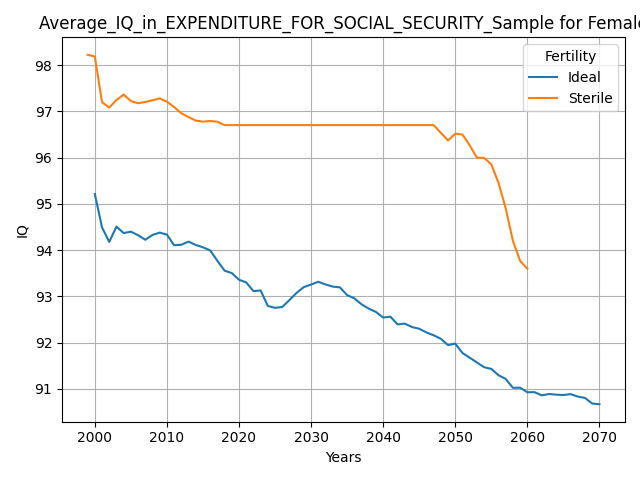 Average_IQ_in_EXPENDITURE_FOR_SOCIAL_SECURITY_Sample for Female
Fertility
Ideal
Sterile
98
97
96
95
94
93
92
91
IQ
2000 2010 2020 2030 2040 2050 2060 2070
Years